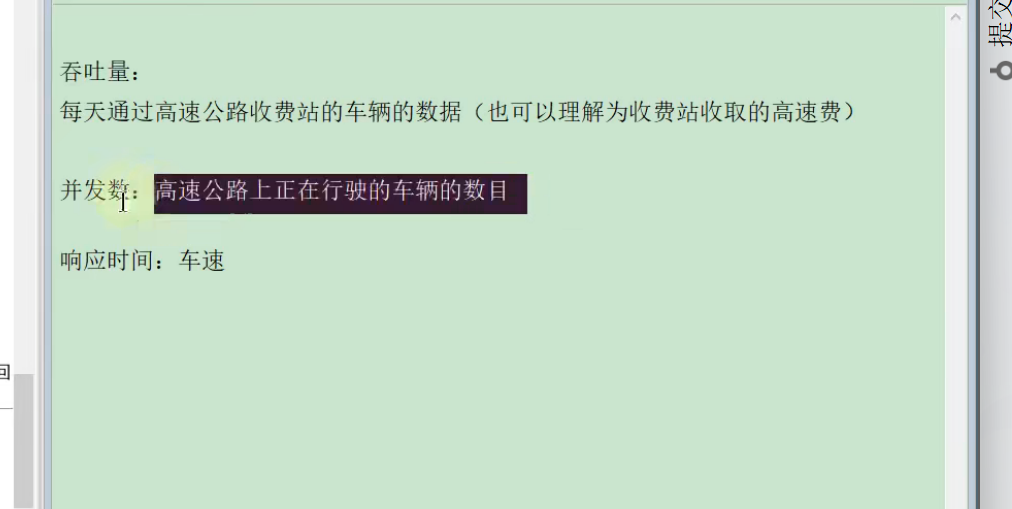 吞吐量：
每天通过高速公路收费站的车辆的数据（也可以理解为收费站收取的高速费）
并发数：高速公路上正在行驶的车辆的数目
响应时间：车速
回
提交